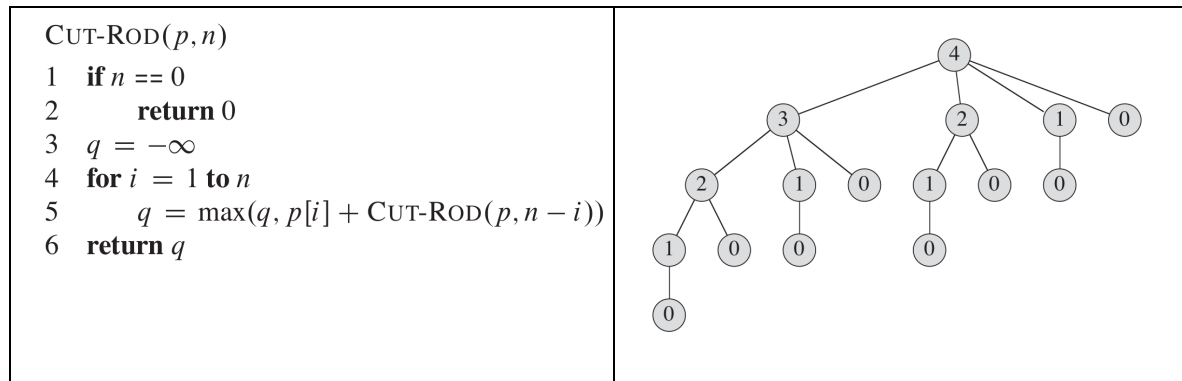 CUT-ROD(p, n)
1 if n == 0
2 return 0
3 q = −∞
4 for i = 1 to n
5 q = max(q, p[i] + CUT-ROD(p, n − i))
6 return q
4
3 2 1 0
2 1 0 1 0 0
1 0 0 0
0